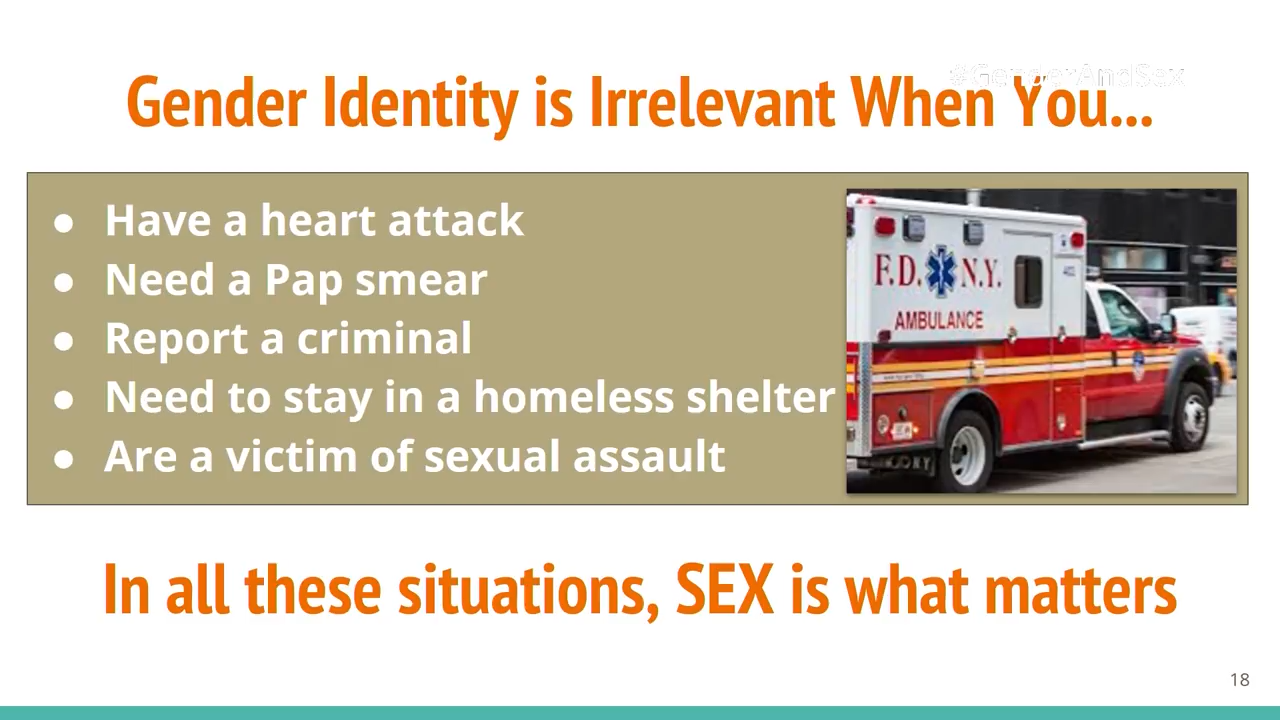 #GenderAndSex
Gender Identity is Irrelevant When You...
● Have a heart attack
● Need a Pap smear
● Report a criminal
● Need to stay in a homeless shelter
● Are a victim of sexual assault
F.D. N.Y.
AMBULANCE
In all these situations, SEX is what matters
18